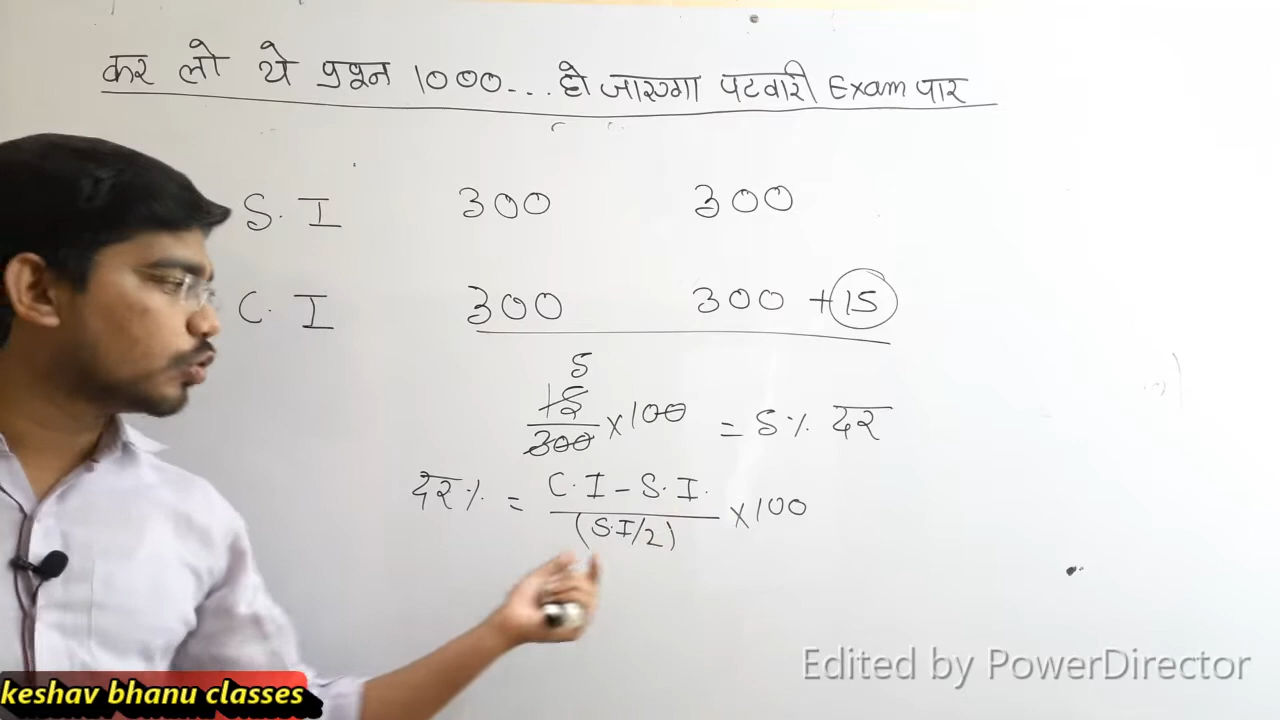 कर लो ये प्रश्न 1000... हो जाएगा पटवारी Exam पार
S.I 300 300
C.I 300 300 + 15
5
15/300 × 100 = 5% दर
दर% = C.I - S.I. / (S.I/2) × 100
Edited by PowerDirector
keshav bhanu classes